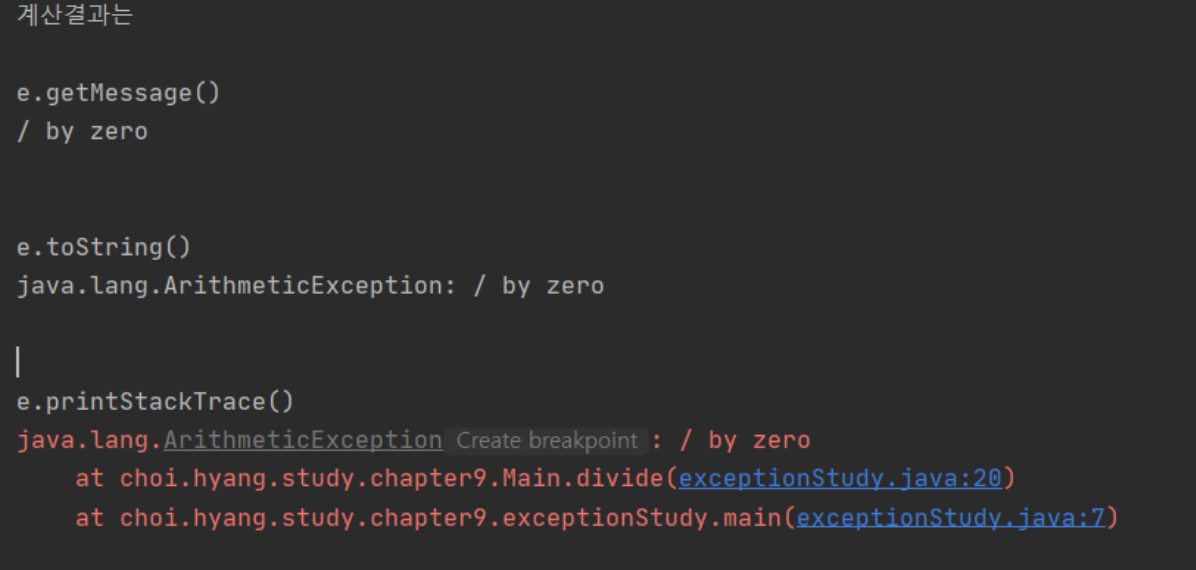 계산결과는
e.getMessage()
/ by zero
e.toString()
java.lang.ArithmeticException: / by zero
e.printStackTrace()
java.lang.ArithmeticException Create breakpoint : / by zero
at choi.hyang.study.chapter9.Main.divide(exceptionStudy.java:20)
at choi.hyang.study.chapter9.exceptionStudy.main(exceptionStudy.java:7)